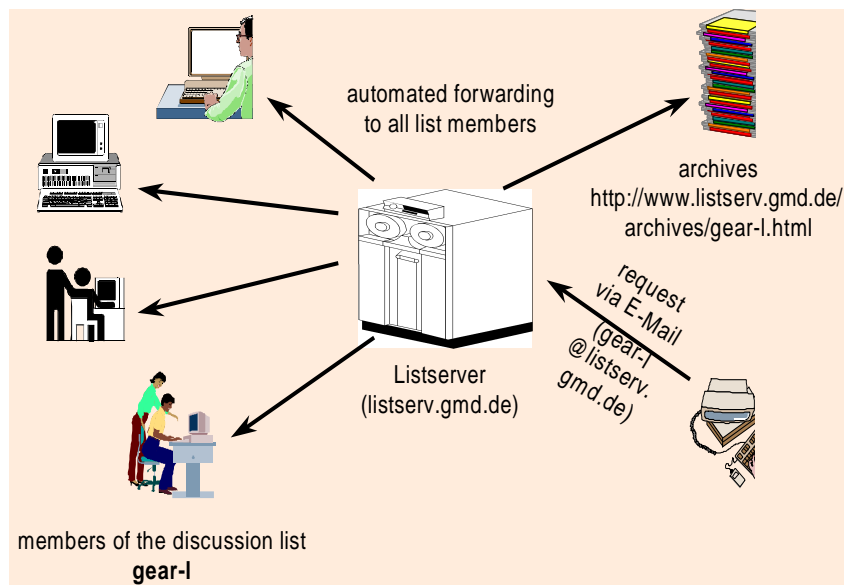 automated forwarding
to all list members
archives
http://www.listserv.gmd.de/
archives/gear-l.html
request
via E-Mail
(gear-l
@listserv.
gmd.de)
Listserver
(listserv.gmd.de)
members of the discussion list
gear-l